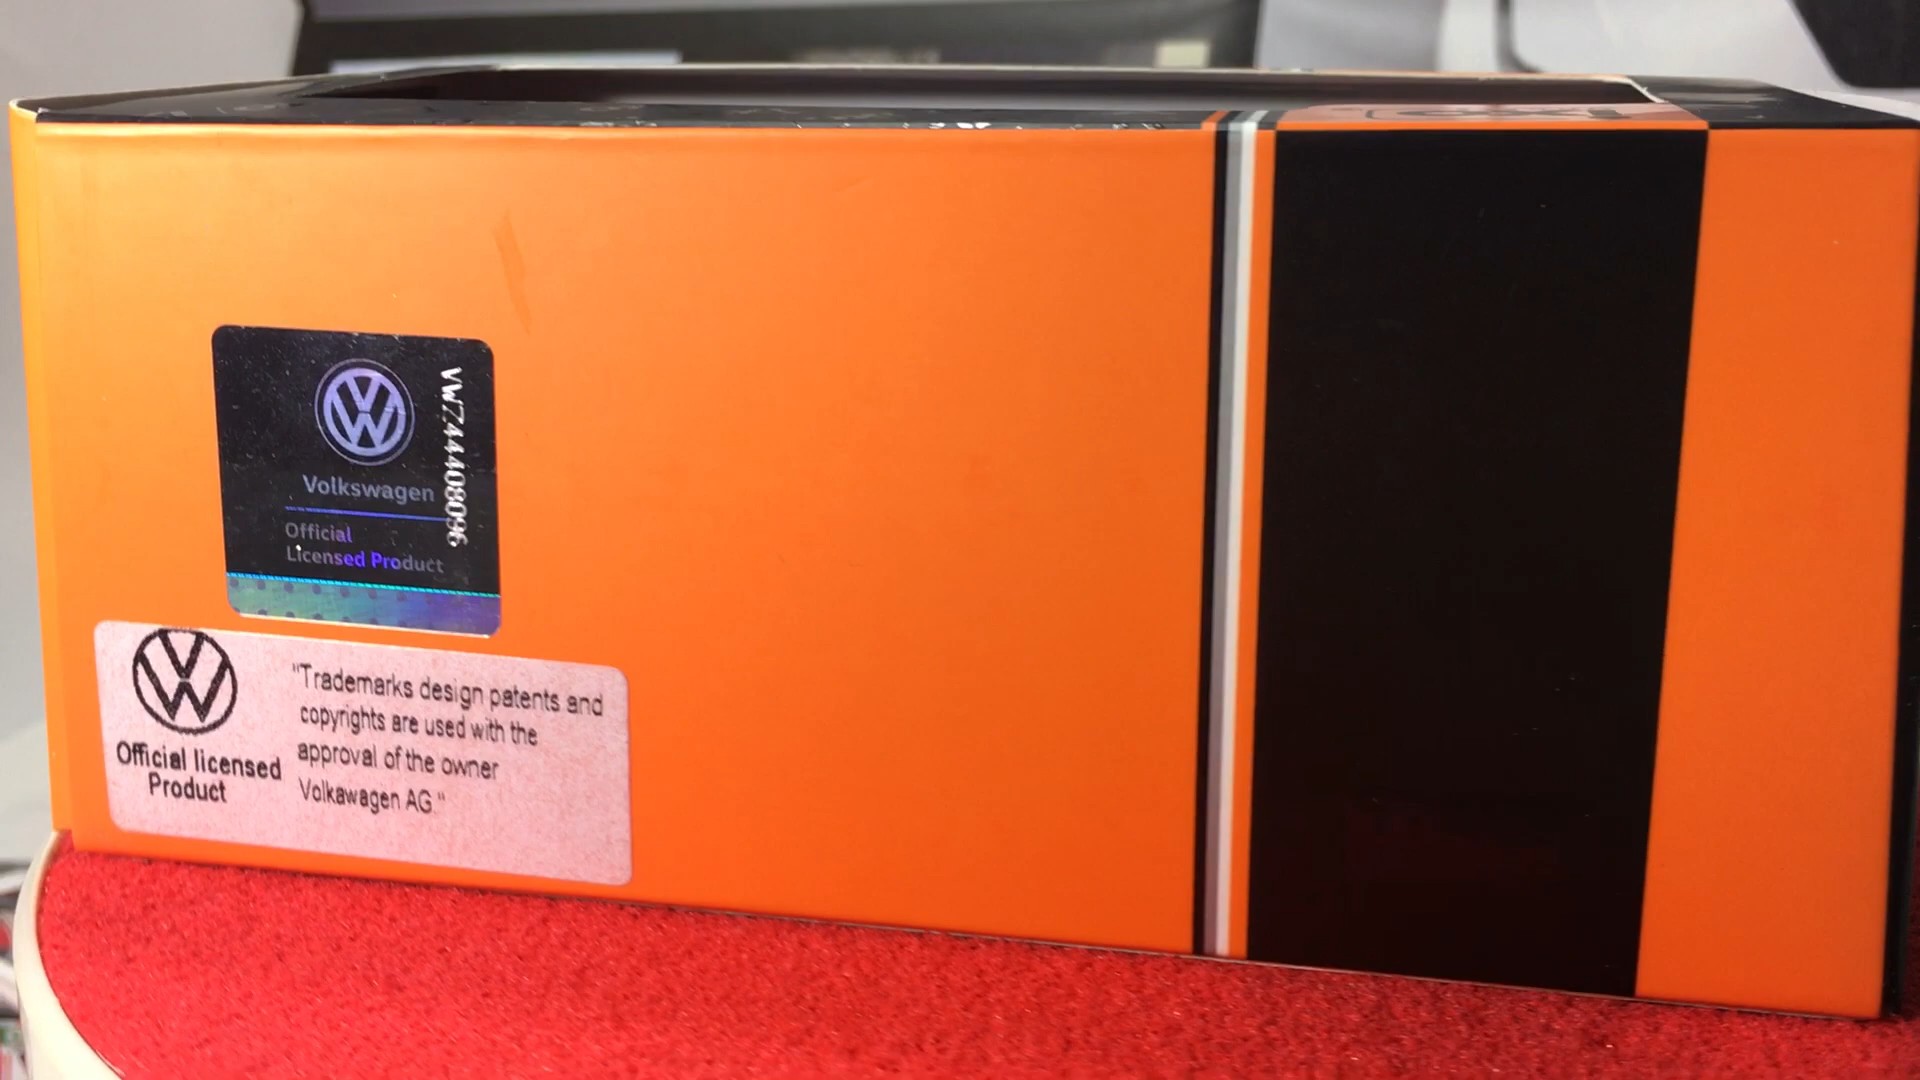 Volkswagen
Official
Licensed Product
VWZ44408096
Official licensed
Product
"Trademarks design patents and
copyrights are used with the
approval of the owner
Volkawagen AG."